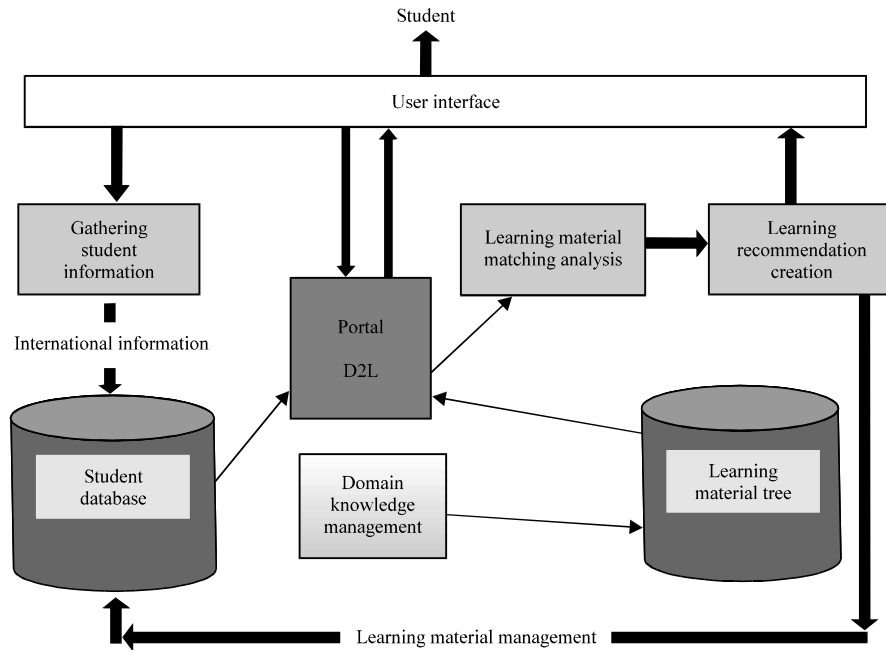 Student
User interface
Gathering
student
information
Learning material
matching analysis
Learning
recommendation
creation
Portal
D2L
International information
Student
database
Domain
knowledge
management
Learning
material tree
Learning material management